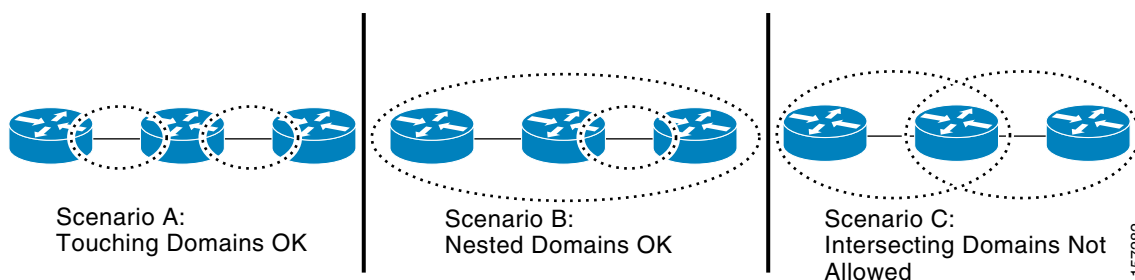 Scenario A:
Touching Domains OK
Scenario B:
Nested Domains OK
Scenario C:
Intersecting Domains Not
Allowed